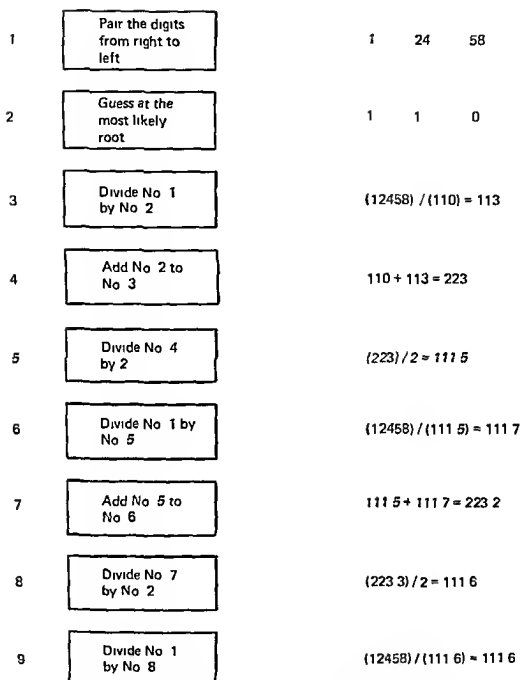 1 Pair the digits 1 24 58
from right to
left
2 Guess at the 1 1 0
most likely
root
3 Divide No 1 (12458) / (110) = 113
by No 2
4 Add No 2 to 110 + 113 = 223
No 3
5 Divide No 4 (223) / 2 = 111 5
by 2
6 Divide No 1 by (12458) / (111 5) = 111 7
No 5
7 Add No 5 to 111 5 + 111 7 = 223 2
No 6
8 Divide No 7 (223 3) / 2 = 111 6
by No 2
9 Divide No 1 (12458) / (111 6) = 111 6
by No 8